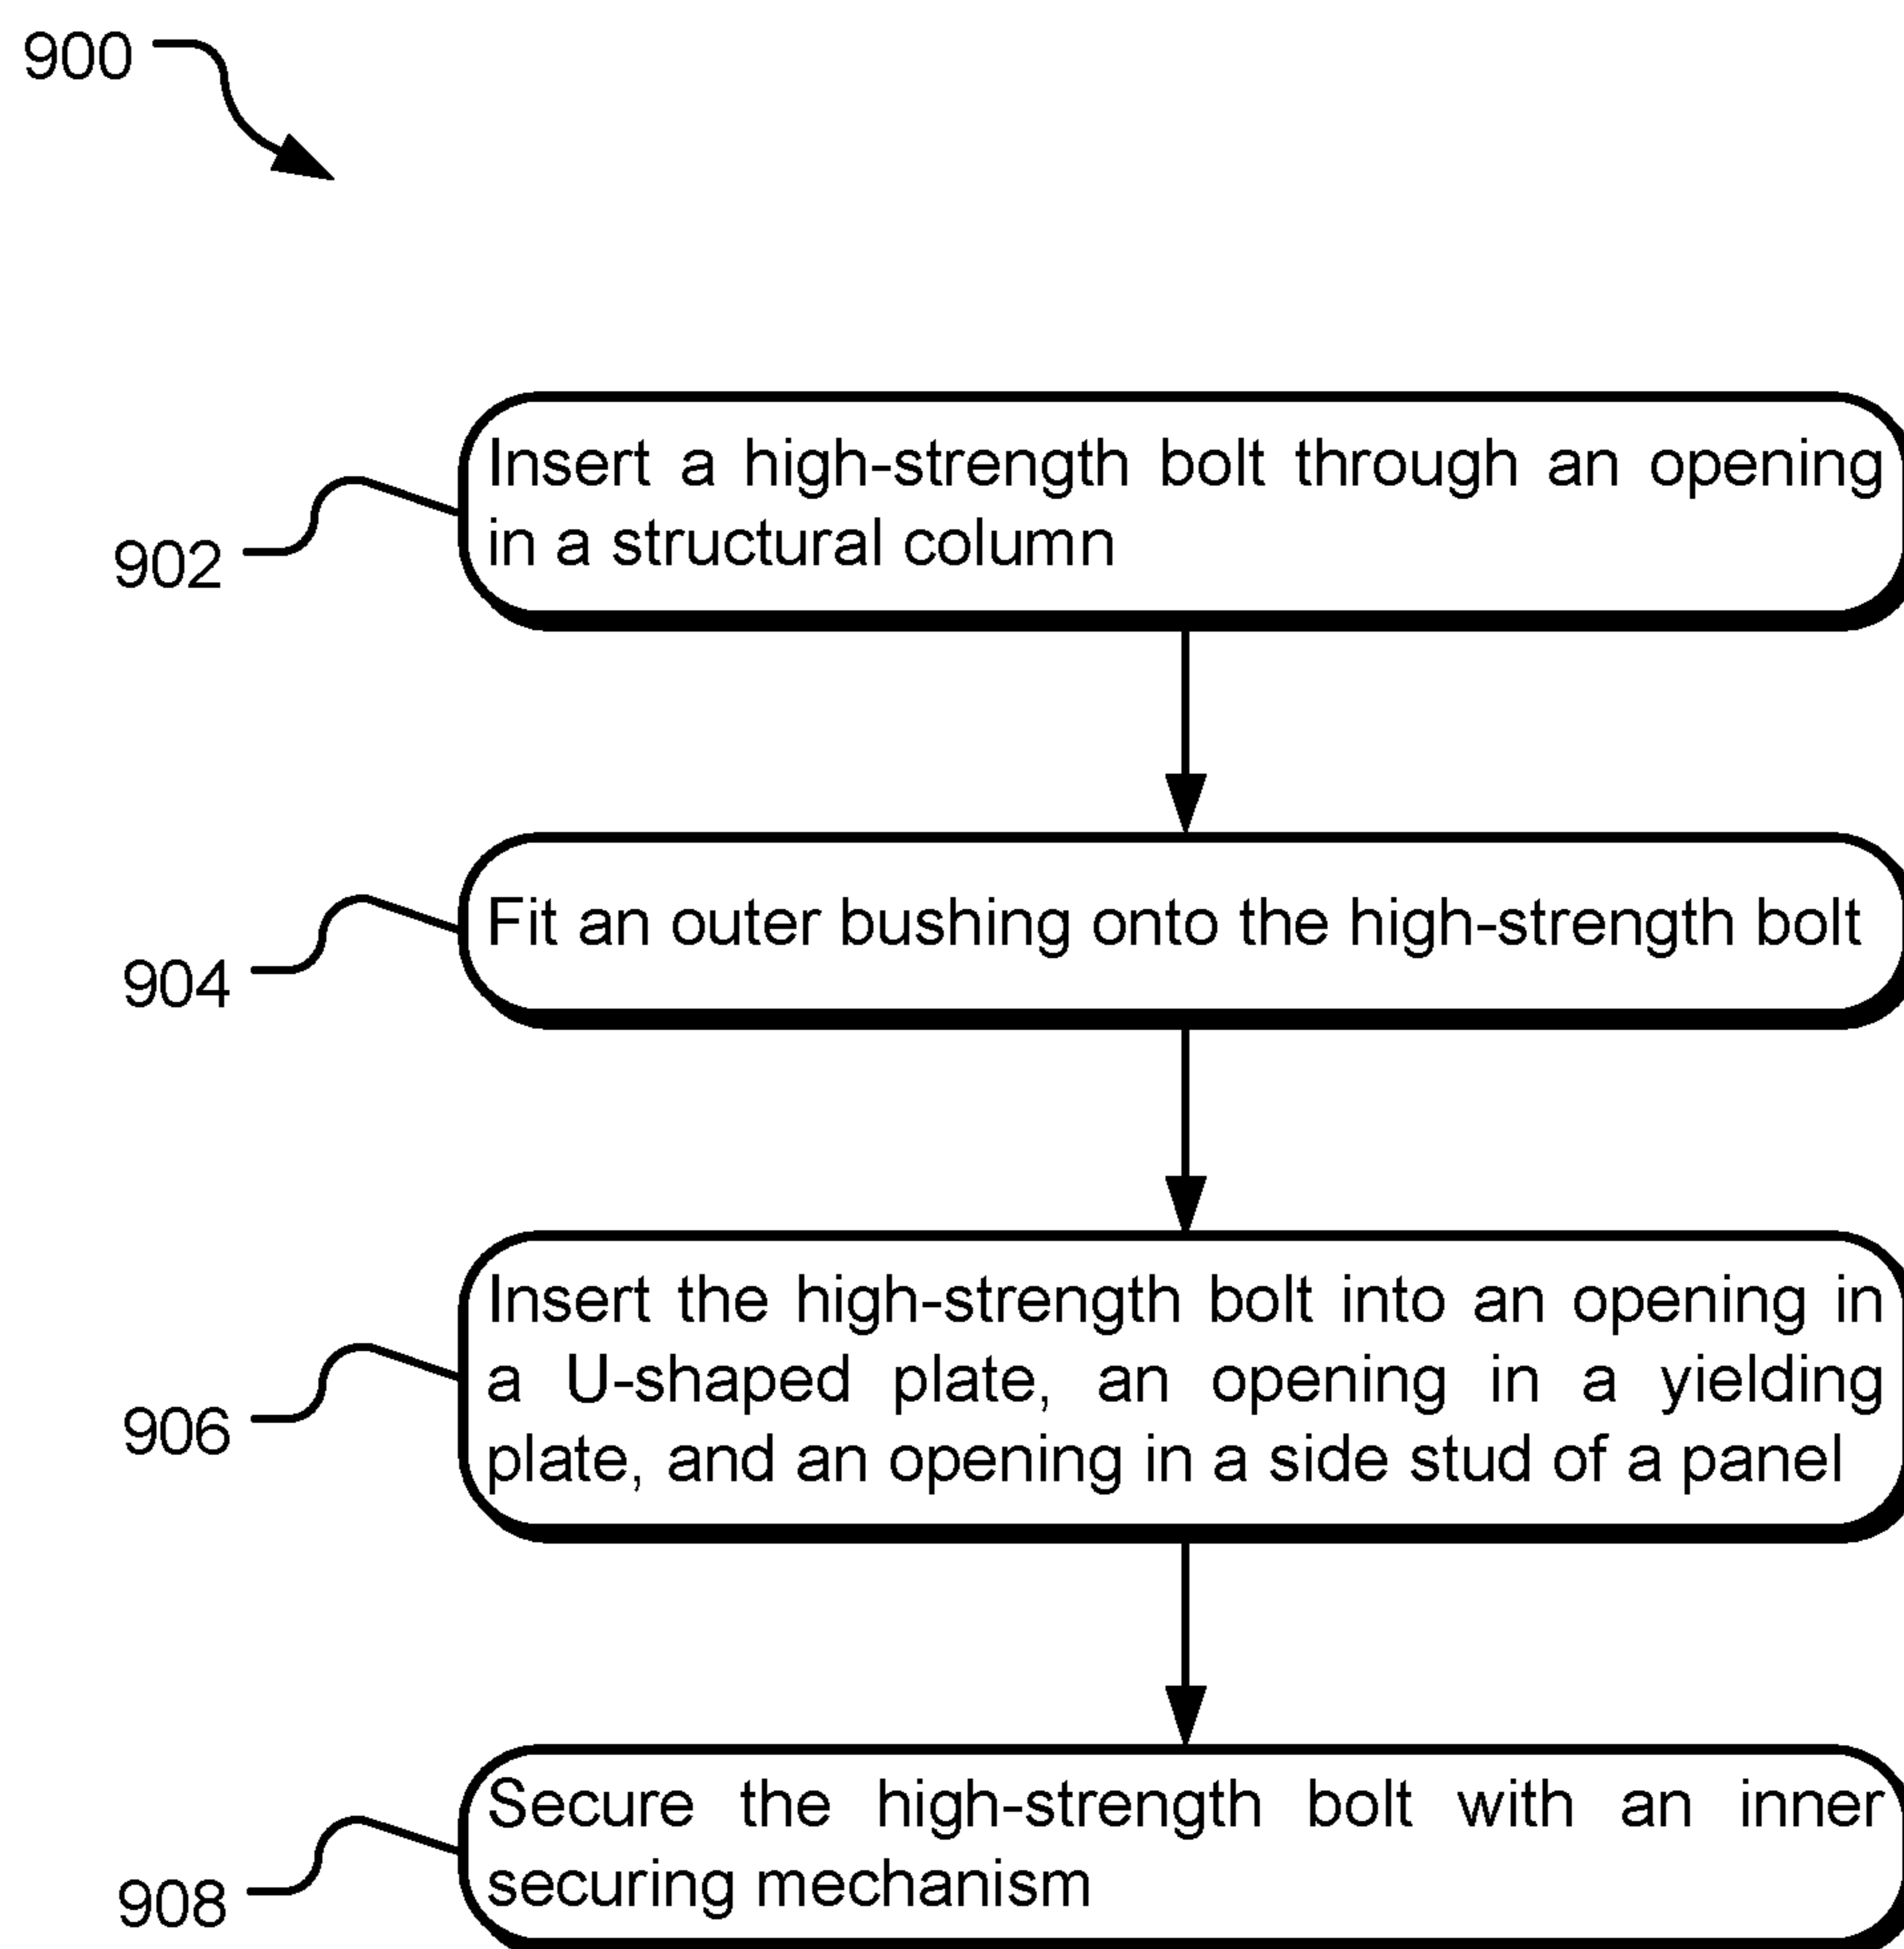 900
902
Insert a high-strength bolt through an opening
in a structural column
904
Fit an outer bushing onto the high-strength bolt
906
Insert the high-strength bolt into an opening in
a U-shaped plate, an opening in a yielding
plate, and an opening in a side stud of a panel
908
Secure the high-strength bolt with an inner
securing mechanism